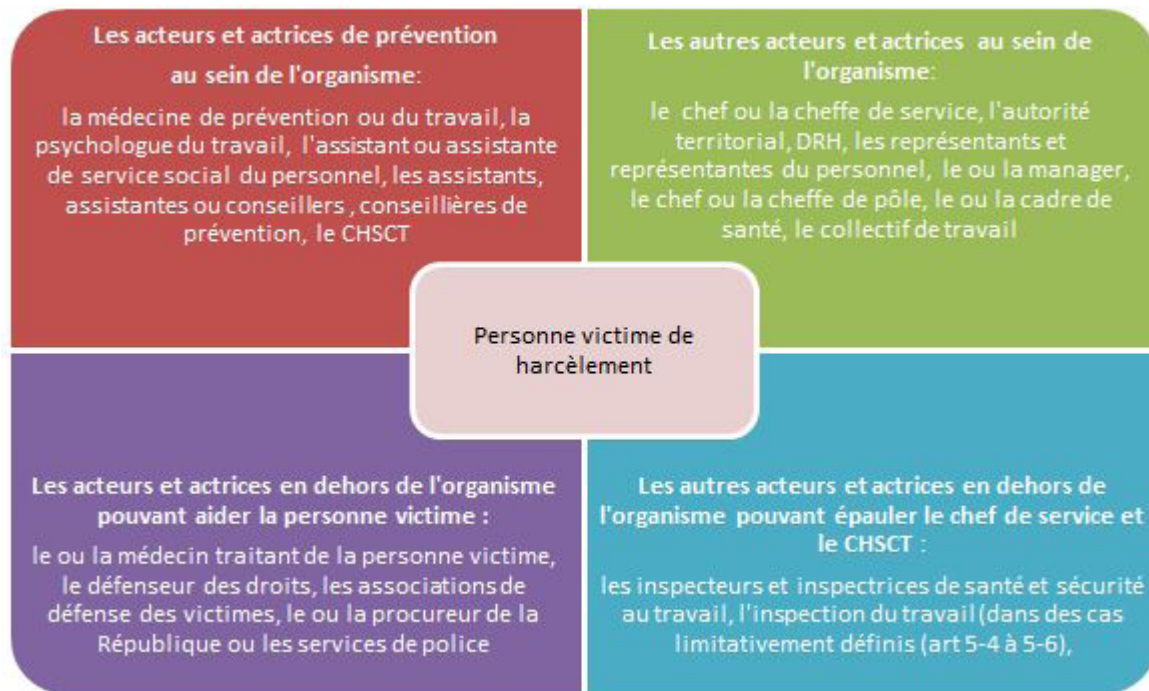 Les acteurs et actrices de prévention
au sein de l'organisme:
la médecine de prévention ou du travail, la
psychologue du travail, l'assistant ou assistante
de service social du personnel, les assistants,
assistantes ou conseillers , conseillières de
prévention, le CHSCT
Les autres acteurs et actrices au sein de
l'organisme:
le chef ou la cheffe de service, l'autorité
territorial, DRH, les représentants et
représentantes du personnel, le ou la manager,
le chef ou la cheffe de pôle, le ou la cadre de
santé, le collectif de travail
Personne victime de
harcèlement
Les acteurs et actrices en dehors de l'organisme
pouvant aider la personne victime :
le ou la médecin traitant de la personne victime,
le défenseur des droits, les associations de
défense des victimes, le ou la procureur de la
République ou les services de police
Les autres acteurs et actrices en dehors de
l'organisme pouvant épauler le chef de service et
le CHSCT :
les inspecteurs et inspectrices de santé et sécurité
au travail, l'inspection du travail (dans des cas
limitativement définis (art 5-4 à 5-6),